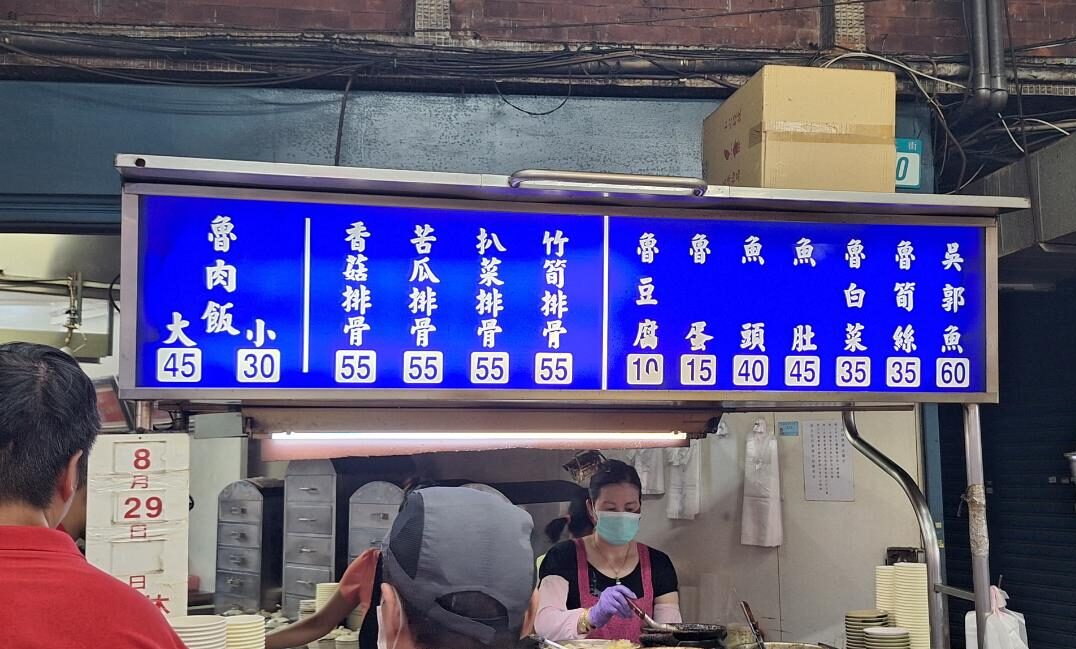 魯肉飯
大
45
小
30
香菇排骨
55
苦瓜排骨
55
扒菜排骨
55
竹筍排骨
55
魯豆腐
10
魯蛋
15
魚頭
40
魚肚
45
魯白菜
35
魯筍絲
35
吳郭魚
60
街
0
8
月
29
日